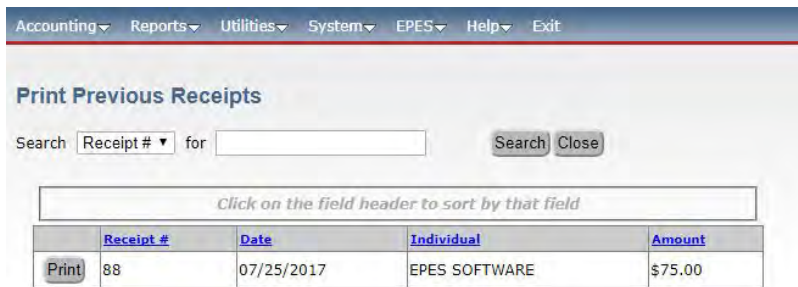 Accounting Reports Utilities System EPES Help Exit
Print Previous Receipts
Search Receipt # for Search Close
Click on the field header to sort by that field
Receipt # Date Individual Amount
Print 88 07/25/2017 EPES SOFTWARE $75.00